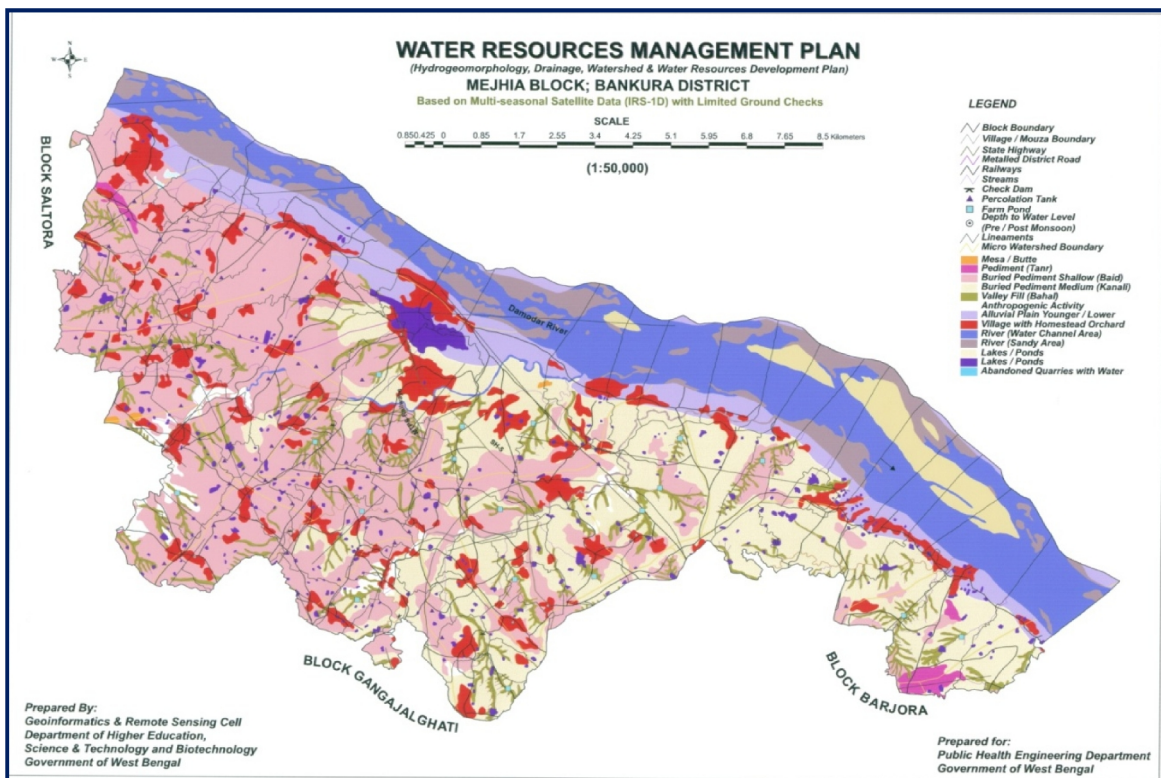 WATER RESOURCES MANAGEMENT PLAN
(Hydrogeomorphology, Drainage, Watershed & Water Resources Development Plan)
MEJHIA BLOCK; BANKURA DISTRICT
Based on Multi-seasonal Satellite Data (IRS-1D) with Limited Ground Checks
SCALE
0.85 0.425 0 0.85 1.7 2.55 3.4 4.25 5.1 5.95 6.8 7.65 8.5 Kilometers
(1:50,000)
N
W E
S
LEGEND
Block Boundary
Village / Mouza Boundary
State Highway
Metalled District Road
Railways
Streams
Check Dam
Percolation Tank
Farm Pond
Depth to Water Level
(Pre / Post Monsoon)
Lineaments
Micro Watershed Boundary
Mesa / Butte
Pediment (Tanr)
Buried Pediment Shallow (Baid)
Buried Pediment Medium (Kanali)
Valley Fill (Bahal)
Anthropogenic Activity
Alluvial Plain Younger / Lower
Village with Homestead Orchard
River (Water Channel Area)
River (Sandy Area)
Lakes / Ponds
Lakes / Ponds
Abandoned Quarries with Water
BLOCK SALTORA
Damodar River
BLOCK GANGAJALGHATI
BLOCK BARJORA
Prepared By:
Geoinformatics & Remote Sensing Cell
Department of Higher Education,
Science & Technology and Biotechnology
Government of West Bengal
Prepared for:
Public Health Engineering Department
Government of West Bengal